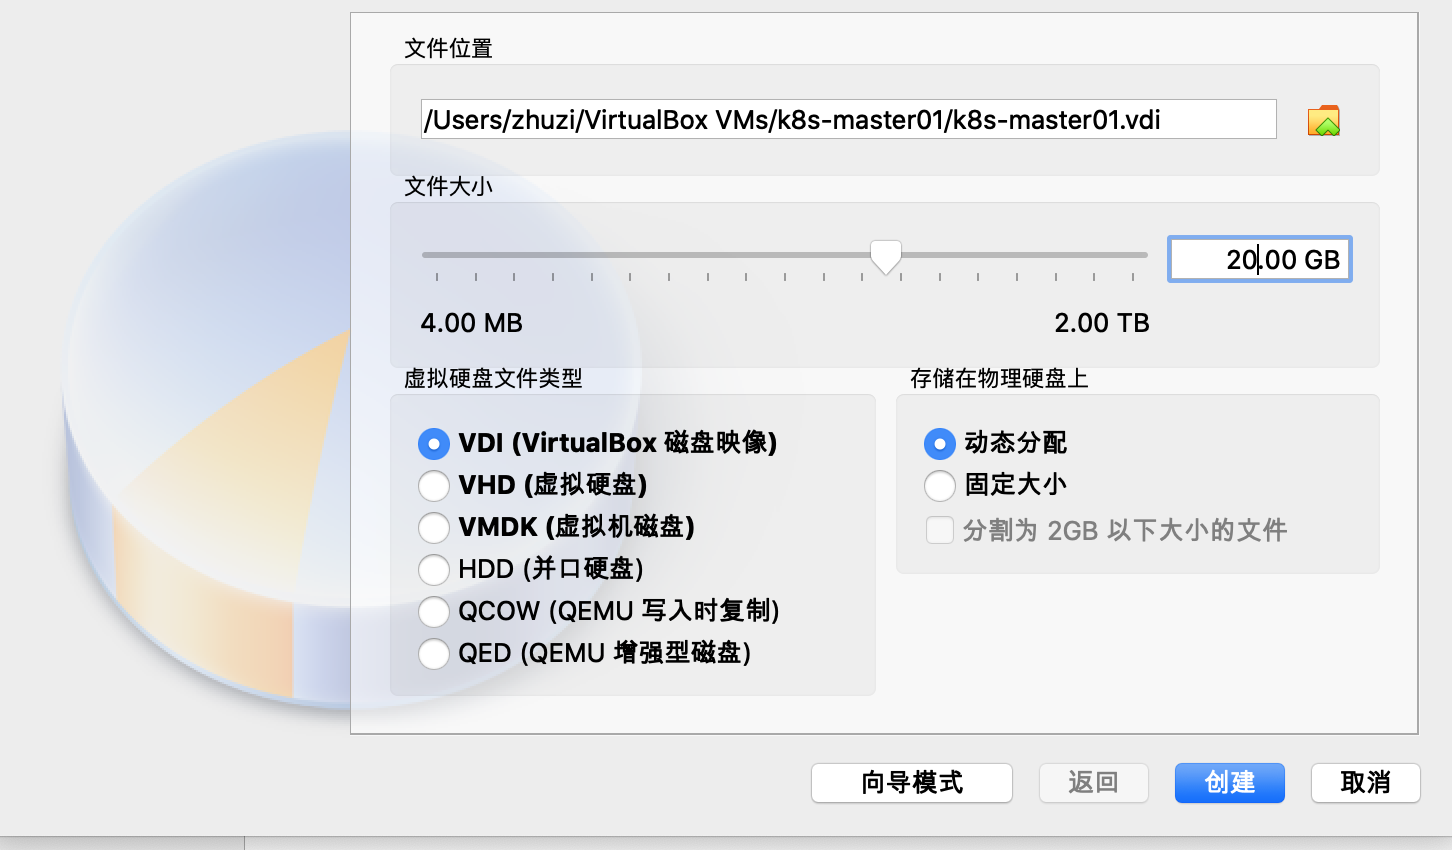 文件位置
/Users/zhuzi/VirtualBox VMs/k8s-master01/k8s-master01.vdi
文件大小
20.00 GB
4.00 MB
2.00 TB
虚拟硬盘文件类型
VDI (VirtualBox 磁盘映像)
VHD (虚拟硬盘)
VMDK (虚拟机磁盘)
HDD (并口硬盘)
QCOW (QEMU 写入时复制)
QED (QEMU 增强型磁盘)
存储在物理硬盘上
动态分配
固定大小
分割为 2GB 以下大小的文件
向导模式
返回
创建
取消